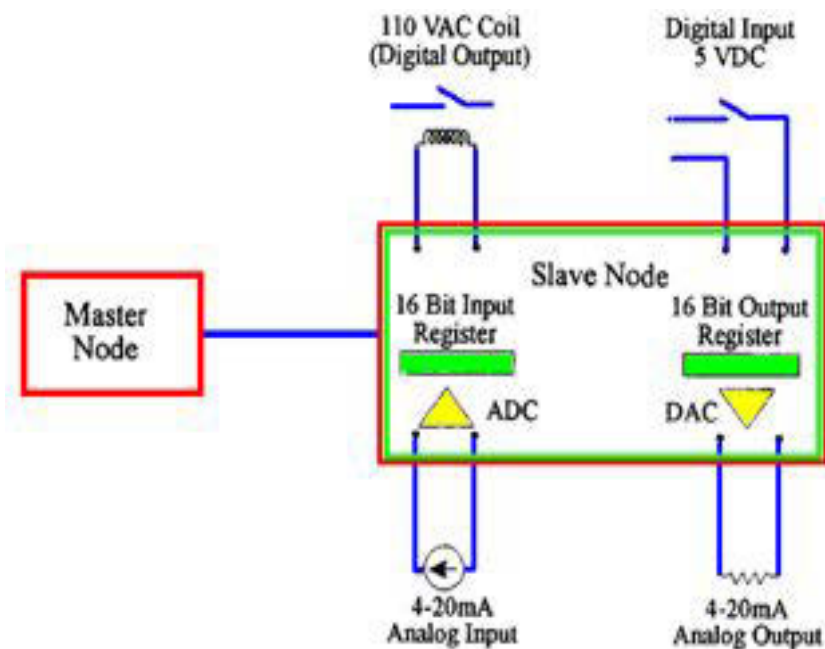 110 VAC Coil
(Digital Output)
Digital Input
5 VDC
Master
Node
Slave Node
16 Bit Input
Register
16 Bit Output
Register
ADC
DAC
4-20mA
Analog Input
4-20mA
Analog Output